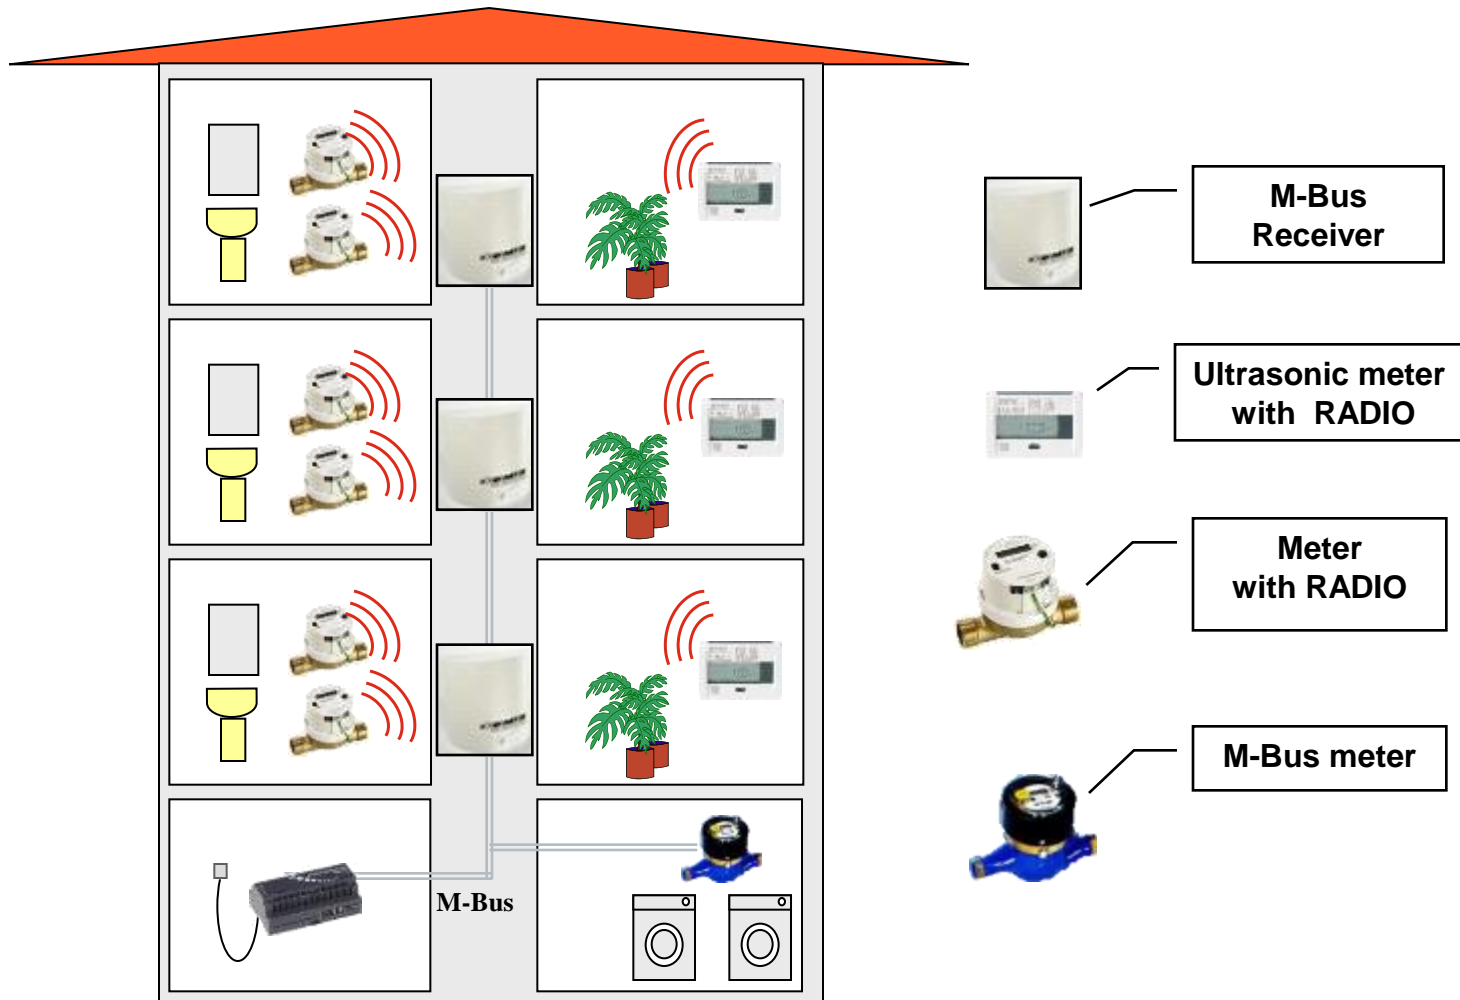 M-Bus
Receiver
Ultrasonic meter
with RADIO
Meter
with RADIO
M-Bus meter
M-Bus